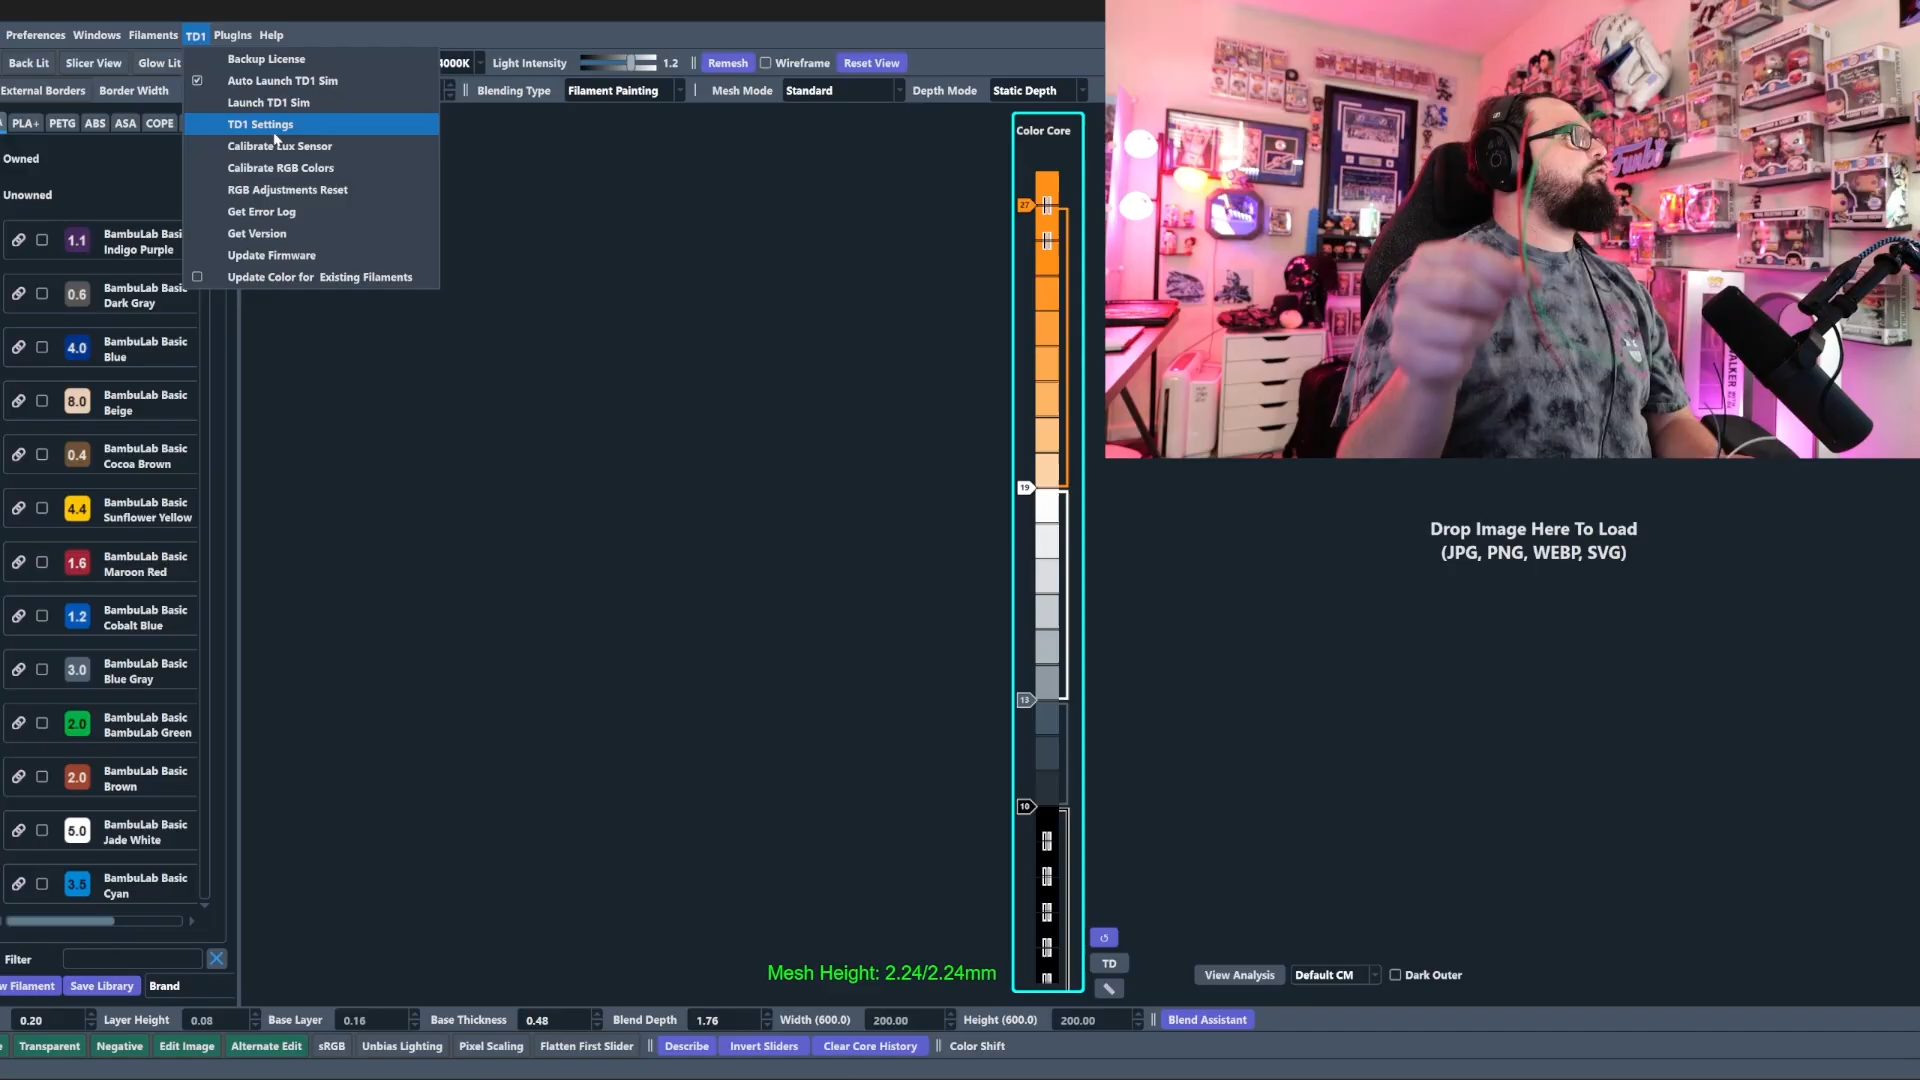 Preferences Windows Filaments TD1 PlugIns Help
Back Lit Slicer View Glow Lit
Light Intensity 1.2 Remesh Wireframe Reset View
External Borders Border Width
Blending Type Filament Painting Mesh Mode Standard Depth Mode Static Depth
PLA+ PETG ABS ASA COPE
Backup License
Auto Launch TD1 Sim
Launch TD1 Sim
TD1 Settings
Calibrate Lux Sensor
Calibrate RGB Colors
RGB Adjustments Reset
Get Error Log
Get Version
Update Firmware
Update Color for Existing Filaments
Owned
Unowned
1.1 BambuLab Basi
Indigo Purple
0.6 BambuLab Basic
Dark Gray
4.0 BambuLab Basic
Blue
8.0 BambuLab Basic
Beige
0.4 BambuLab Basic
Cocoa Brown
4.4 BambuLab Basic
Sunflower Yellow
1.6 BambuLab Basic
Maroon Red
1.2 BambuLab Basic
Cobalt Blue
3.0 BambuLab Basic
Blue Gray
2.0 BambuLab Basic
BambuLab Green
2.0 BambuLab Basic
Brown
5.0 BambuLab Basic
Jade White
3.5 BambuLab Basic
Cyan
Filter
Save Library Brand
Color Core
27
19
13
10
Mesh Height: 2.24/2.24mm
TD
Funko
WALKER
Drop Image Here To Load
(JPG, PNG, WEBP, SVG)
View Analysis Default CM Dark Outer
0.20 Layer Height 0.08 Base Layer 0.16 Base Thickness 0.48 Blend Depth 1.76 Width (600.0) 200.00 Height (600.0) 200.00 Blend Assistant
Transparent Negative Edit Image Alternate Edit sRGB Unbias Lighting Pixel Scaling Flatten First Slider Describe Invert Sliders Clear Core History Color Shift